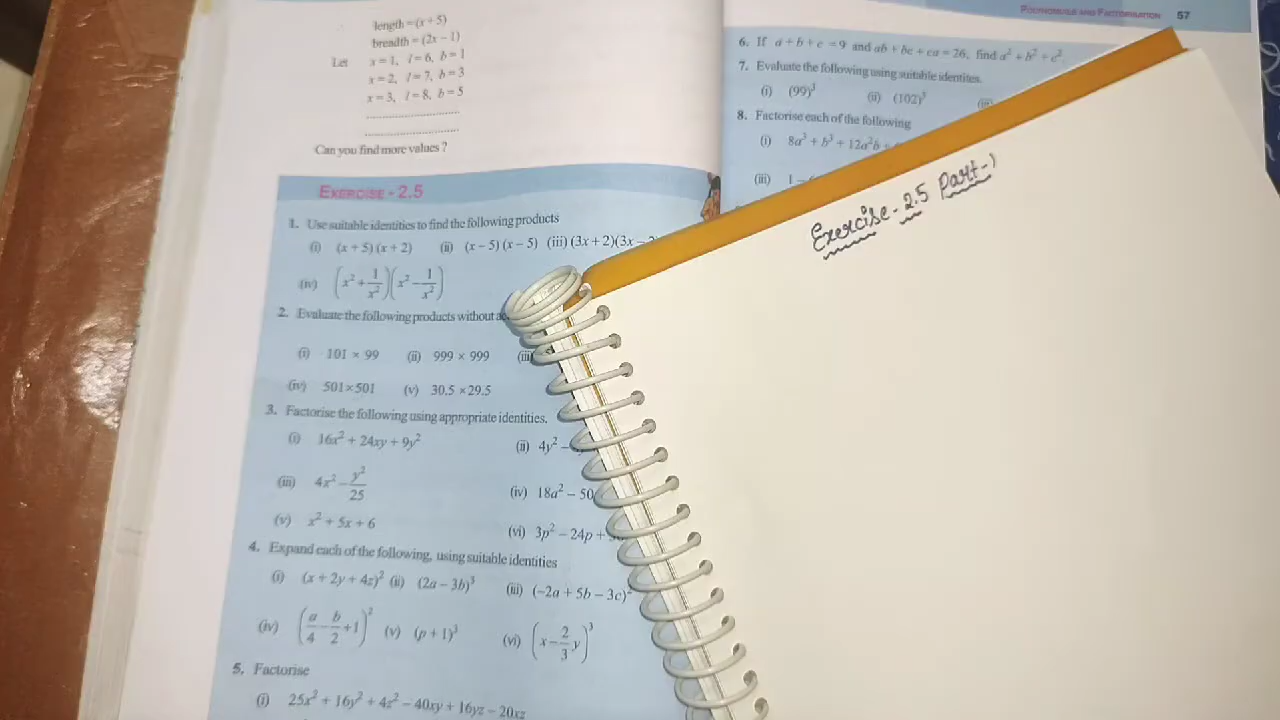 length = (x + 5)
breadth = (2x − 1)
Let x = 1, l = 6, b = 1
x = 2, l = 7, b = 3
x = 3, l = 8, b = 5
..............................
..............................
Can you find more values ?
EXERCISE - 2.5
1. Use suitable identities to find the following products
(i) (x + 5) (x + 2) (ii) (x − 5) (x − 5) (iii) (3x + 2)(3x −
(iv) (x² + 1/x²)(x² − 1/x²)
2. Evaluate the following products without
(i) 101 × 99 (ii) 999 × 999 (iii)
(iv) 501×501 (v) 30.5 ×29.5
3. Factorise the following using appropriate identities.
(i) 16x² + 24xy + 9y² (ii) 4y² −
(iii) 4x² − y²/25 (iv) 18a² − 50
(v) x² + 5x + 6 (vi) 3p² − 24p +
4. Expand each of the following, using suitable identities
(i) (x + 2y + 4z)² (ii) (2a − 3b)³ (iii) (−2a + 5b − 3c)²
(iv) (a/4 − b/2 + 1)² (v) (p + 1)³ (vi) (x − 2/3 y)³
5. Factorise
(i) 25x² + 16y² + 4z² − 40xy + 16yz − 20xz
POLYNOMIALS AND FACTORISATION 57
6. If a + b + c = 9 and ab + bc + ca = 26, find a² + b² + c².
7. Evaluate the following using suitable identites.
(i) (99)³ (ii) (102)³ (iii)
8. Factorise each of the following
(i) 8a³ + b³ + 12a²b +
(iii) 1 −
Exercise - 2.5 Part-1